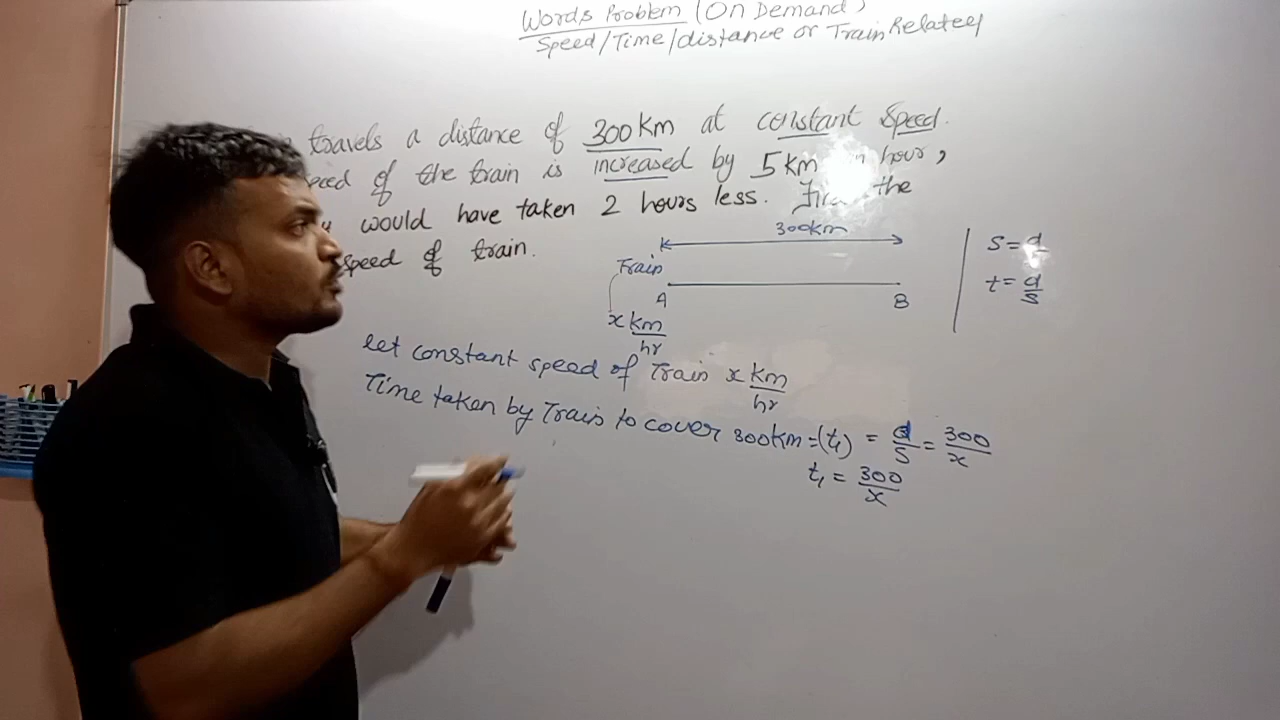 Words Problem (On Demand)
Speed/Time/distance or Train Related
travels a distance of 300 Km at constant Speed.
of the train is increased by 5 km hour,
would have taken 2 hours less. the
speed of train.
300km
Train
A
B
x km/hr
s = d
t = d/s
let constant speed of Train x km/hr
Time taken by Train to cover 300km = (t₁) = d/s = 300/x
t₁ = 300/x